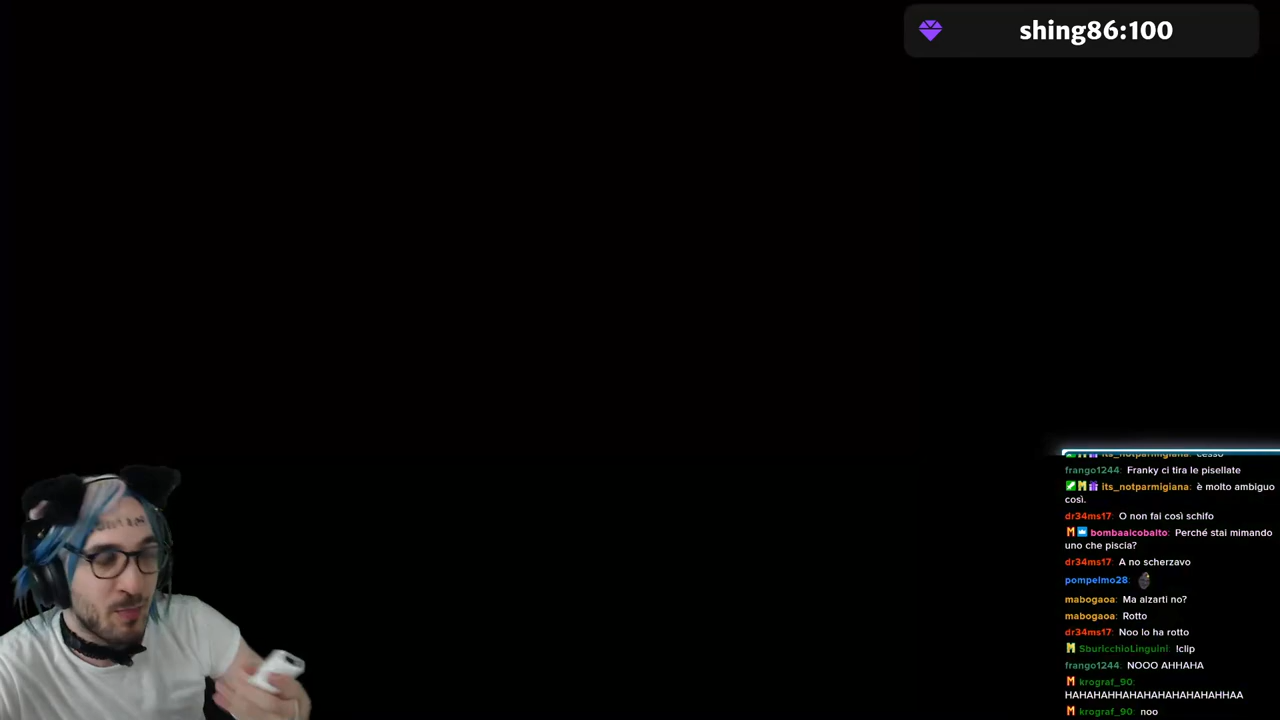 shing86:100
its_notparmigiana: cesso
frango1244: Franky ci tira le pisellate
its_notparmigiana: è molto ambiguo
così.
dr34ms17: O non fai così schifo
bombaaicobalto: Perché stai mimando
uno che piscia?
dr34ms17: A no scherzavo
pompelmo28:
mabogaoa: Ma alzarti no?
mabogaoa: Rotto
dr34ms17: Noo lo ha rotto
SburicchioLinguini: !clip
frango1244: NOOO AHHAHA
krograf_90:
HAHAHAHHAHAHAHAHAHAHAHHAA
krograf_90: noo